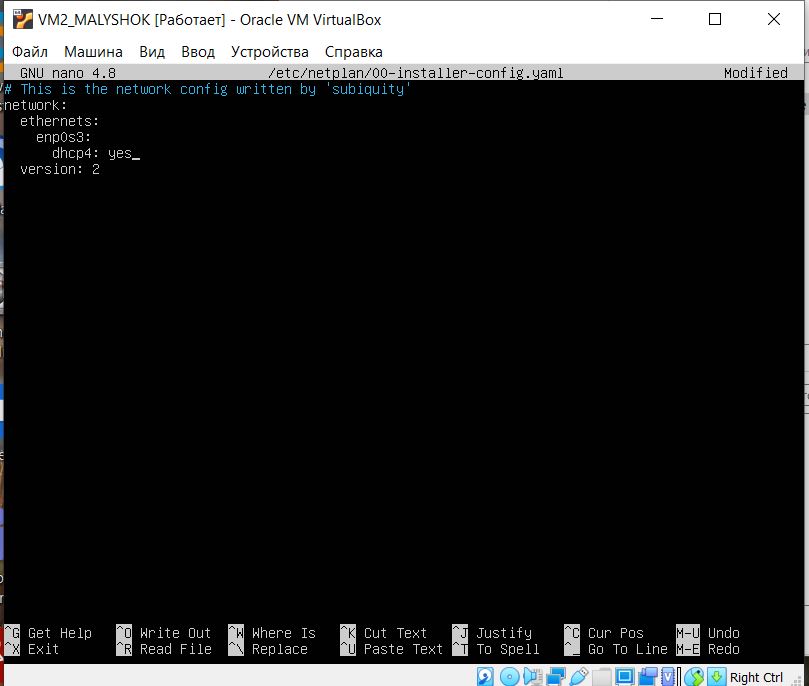 VM2_MALYSHOK [Работает] - Oracle VM VirtualBox
Файл Машина Вид Ввод Устройства Справка
GNU nano 4.8 /etc/netplan/00-installer-config.yaml Modified
# This is the network config written by 'subiquity'
network:
  ethernets:
    enp0s3:
      dhcp4: yes_
  version: 2
^G Get Help ^O Write Out ^W Where Is ^K Cut Text ^J Justify ^C Cur Pos M-U Undo
^X Exit ^R Read File ^\ Replace ^U Paste Text ^T To Spell ^_ Go To Line M-E Redo
Right Ctrl